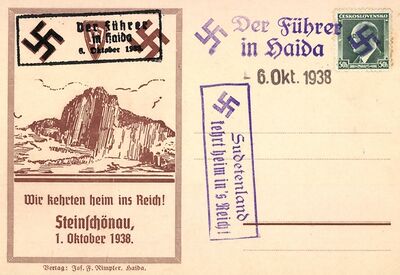 Der Führer
in Haida
6. Oktober 1938
Wir kehrten heim ins Reich!
Steinschönau,
1. Oktober 1938.
Verlag: Jos. F. Rimpler, Haida.
Der Führer
in Haida
- 6. Okt. 1938
Sudetenland
kehrt heim in's Reich!
ČESKOSLOVENSKO
50h 50h